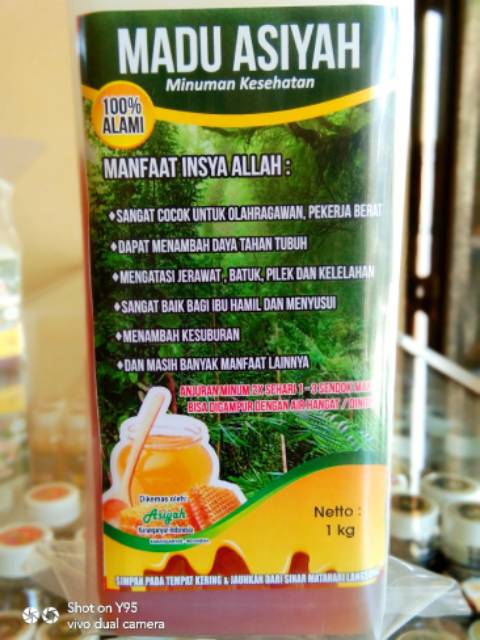 MADU ASIYAH
Minuman Kesehatan
100%
ALAMI
MANFAAT INSYA ALLAH :
♦SANGAT COCOK UNTUK OLAHRAGAWAN, PEKERJA BERAT
♦DAPAT MENAMBAH DAYA TAHAN TUBUH
♦MENGATASI JERAWAT , BATUK, PILEK DAN KELELAHAN
♦SANGAT BAIK BAGI IBU HAMIL DAN MENYUSUI
♦MENAMBAH KESUBURAN
♦DAN MASIH BANYAK MANFAAT LAINNYA
ANJURAN MINUM 2X SEHARI 1 - 3 SENDOK
BISA DICAMPUR DENGAN AIR HANGAT /
Dikemas oleh:
Asiyah
Karanganyar-Indonesia
Netto :
1 kg
SIMPAN PADA TEMPAT KERING & JAUHKAN DARI SINAR MATAHARI
Shot on Y95
vivo dual camera